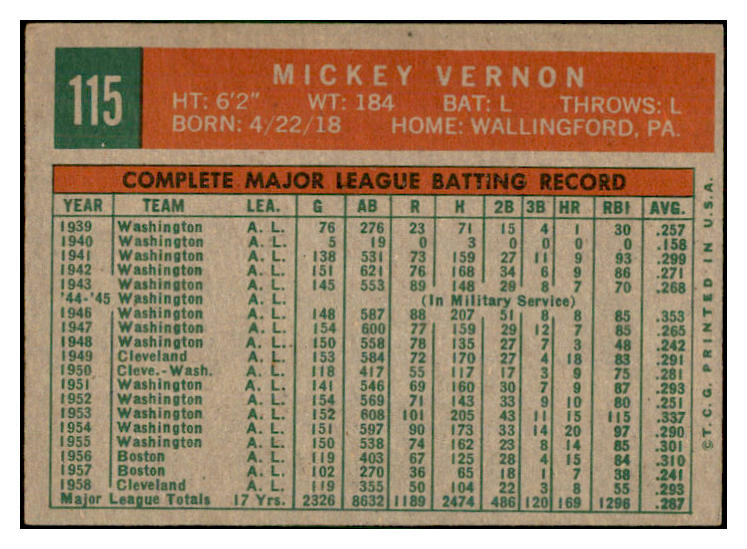 115
MICKEY VERNON
HT: 6'2" WT: 184 BAT: L THROWS: L
BORN: 4/22/18 HOME: WALLINGFORD, PA.
COMPLETE MAJOR LEAGUE BATTING RECORD
YEAR TEAM LEA. G AB R H 2B 3B HR RBI AVG.
1939 Washington A. L. 76 276 23 71 15 4 1 30 .257
1940 Washington A. L. 5 19 0 3 0 0 0 0 .158
1941 Washington A. L. 138 531 73 159 27 11 9 93 .299
1942 Washington A. L. 151 621 76 168 34 6 9 86 .271
1943 Washington A. L. 145 553 89 148 29 8 7 70 .268
'44-'45 Washington (In Military Service)
1946 Washington A. L. 148 587 88 207 51 8 8 85 .353
1947 Washington A. L. 154 600 77 159 29 12 7 85 .265
1948 Washington A. L. 150 558 78 135 27 7 3 48 .242
1949 Cleveland A. L. 153 584 72 170 27 4 18 83 .291
1950 Cleve.-Wash. A. L. 118 417 55 117 17 3 9 75 .281
1951 Washington A. L. 141 546 69 160 30 7 9 87 .293
1952 Washington A. L. 154 569 71 143 33 9 10 80 .251
1953 Washington A. L. 152 608 101 205 43 11 15 115 .337
1954 Washington A. L. 151 597 90 173 33 14 20 97 .290
1955 Washington A. L. 150 538 74 162 23 8 14 85 .301
1956 Boston A. L. 119 403 67 125 28 4 15 84 .310
1957 Boston A. L. 102 270 36 65 18 1 7 38 .241
1958 Cleveland A. L. 119 355 50 104 22 3 8 55 .293
Major League Totals 17 Yrs. 2326 8632 1189 2474 486 120 169 1296 .287
©T.C.G. PRINTED IN U.S.A.